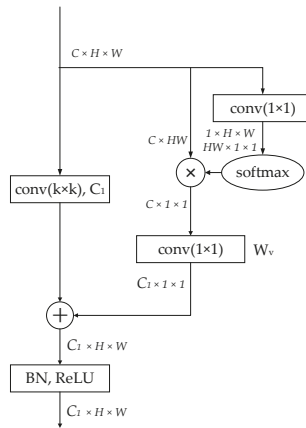 C × H × W
conv(1×1)
1 × H × W
HW × 1 × 1
C × HW
softmax
×
conv(k×k), C₁
C × 1 × 1
conv(1×1)
Wᵥ
C₁ × 1 × 1
+
C₁ × H × W
BN, ReLU
C₁ × H × W